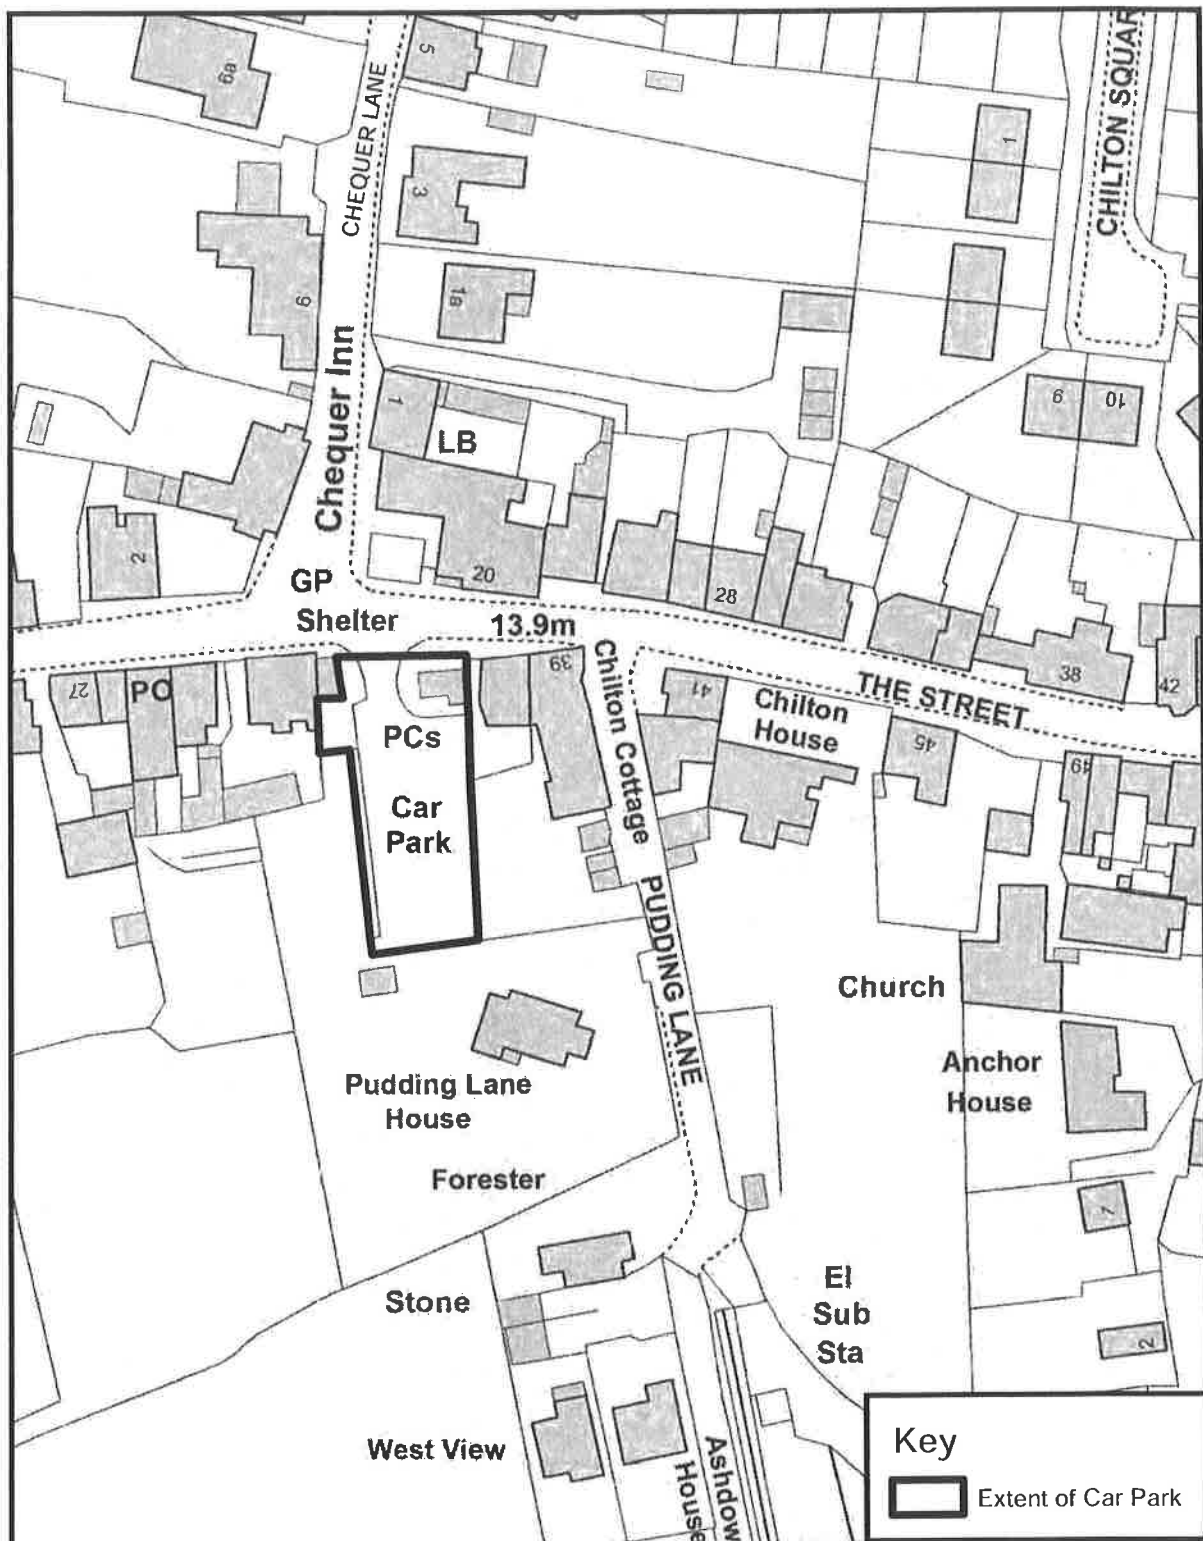 6a
5
CHEQUER LANE
CHILTON SQUAR
1
3
1a
6
Chequer Inn
1
LB
9
10
2
GP
20
28
Shelter
13.9m
39
Chilton Cottage
41
Chilton
House
THE STREET
38
42
27
PO
PCs
Car
Park
45
49
PUDDING LANE
Church
Anchor
House
Pudding Lane
House
Forester
7
Stone
El
Sub
Sta
2
West View
Ashdow
House
Key
Extent of Car Park